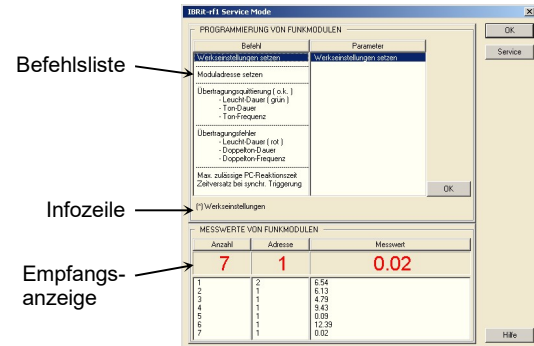 IBRit-rf1 Service Mode
PROGRAMMIERUNG VON FUNKMODULEN
OK
Befehl Parameter
Service
Werkseinstellungen setzen Werkseinstellungen setzen
Befehlsliste
Moduladresse setzen
Übertragungsquittierung ( o.k. )
- Leucht-Dauer ( grün )
- Ton-Dauer
- Ton-Frequenz
Übertragungsfehler
- Leucht-Dauer ( rot )
- Doppelton-Dauer
- Doppelton-Frequenz
Max. zulässige PC-Reaktionszeit
Zeitversatz bei synchr. Triggerung
OK
Infozeile
(*) Werkseinstellungen
MESSWERTE VON FUNKMODULEN
Anzahl Adresse Messwert
7 1 0.02
Empfangs-
anzeige
1 2 6.54
2 1 6.13
3 1 4.79
4 1 9.43
5 1 0.09
6 1 12.39
7 1 0.02
Hilfe